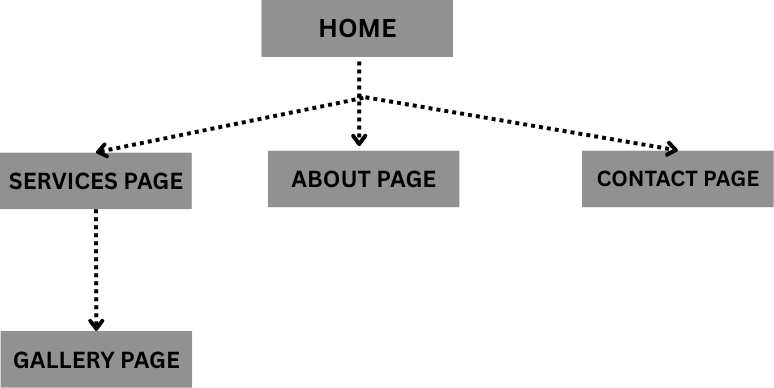 HOME
SERVICES PAGE
ABOUT PAGE
CONTACT PAGE
GALLERY PAGE